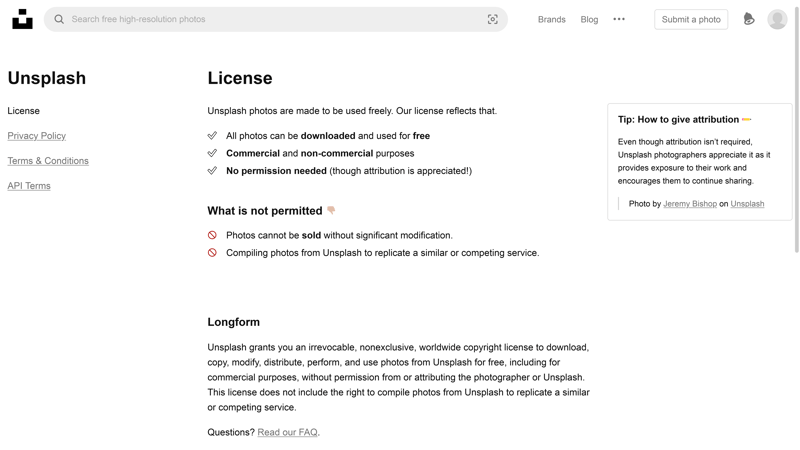 Search free high-resolution photos
Brands
Blog
Submit a photo
Unsplash
License
Privacy Policy
Terms & Conditions
API Terms
License
Unsplash photos are made to be used freely. Our license reflects that.
All photos can be downloaded and used for free
Commercial and non-commercial purposes
No permission needed (though attribution is appreciated!)
What is not permitted 👎🏼
Photos cannot be sold without significant modification.
Compiling photos from Unsplash to replicate a similar or competing service.
Longform
Unsplash grants you an irrevocable, nonexclusive, worldwide copyright license to download,
copy, modify, distribute, perform, and use photos from Unsplash for free, including for
commercial purposes, without permission from or attributing the photographer or Unsplash.
This license does not include the right to compile photos from Unsplash to replicate a similar
or competing service.
Questions? Read our FAQ.
Tip: How to give attribution ✏️
Even though attribution isn’t required,
Unsplash photographers appreciate it as it
provides exposure to their work and
encourages them to continue sharing.
Photo by Jeremy Bishop on Unsplash